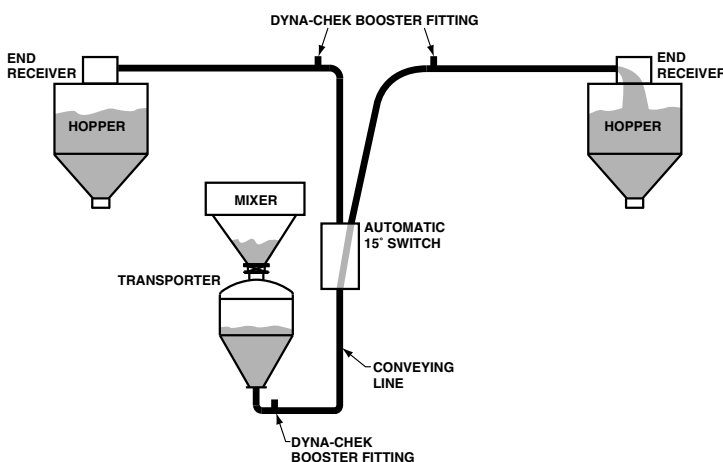 DYNA-CHEK BOOSTER FITTING
END
RECEIVER
END
RECEIVER
HOPPER
HOPPER
MIXER
AUTOMATIC
15° SWITCH
TRANSPORTER
CONVEYING
LINE
DYNA-CHEK
BOOSTER FITTING